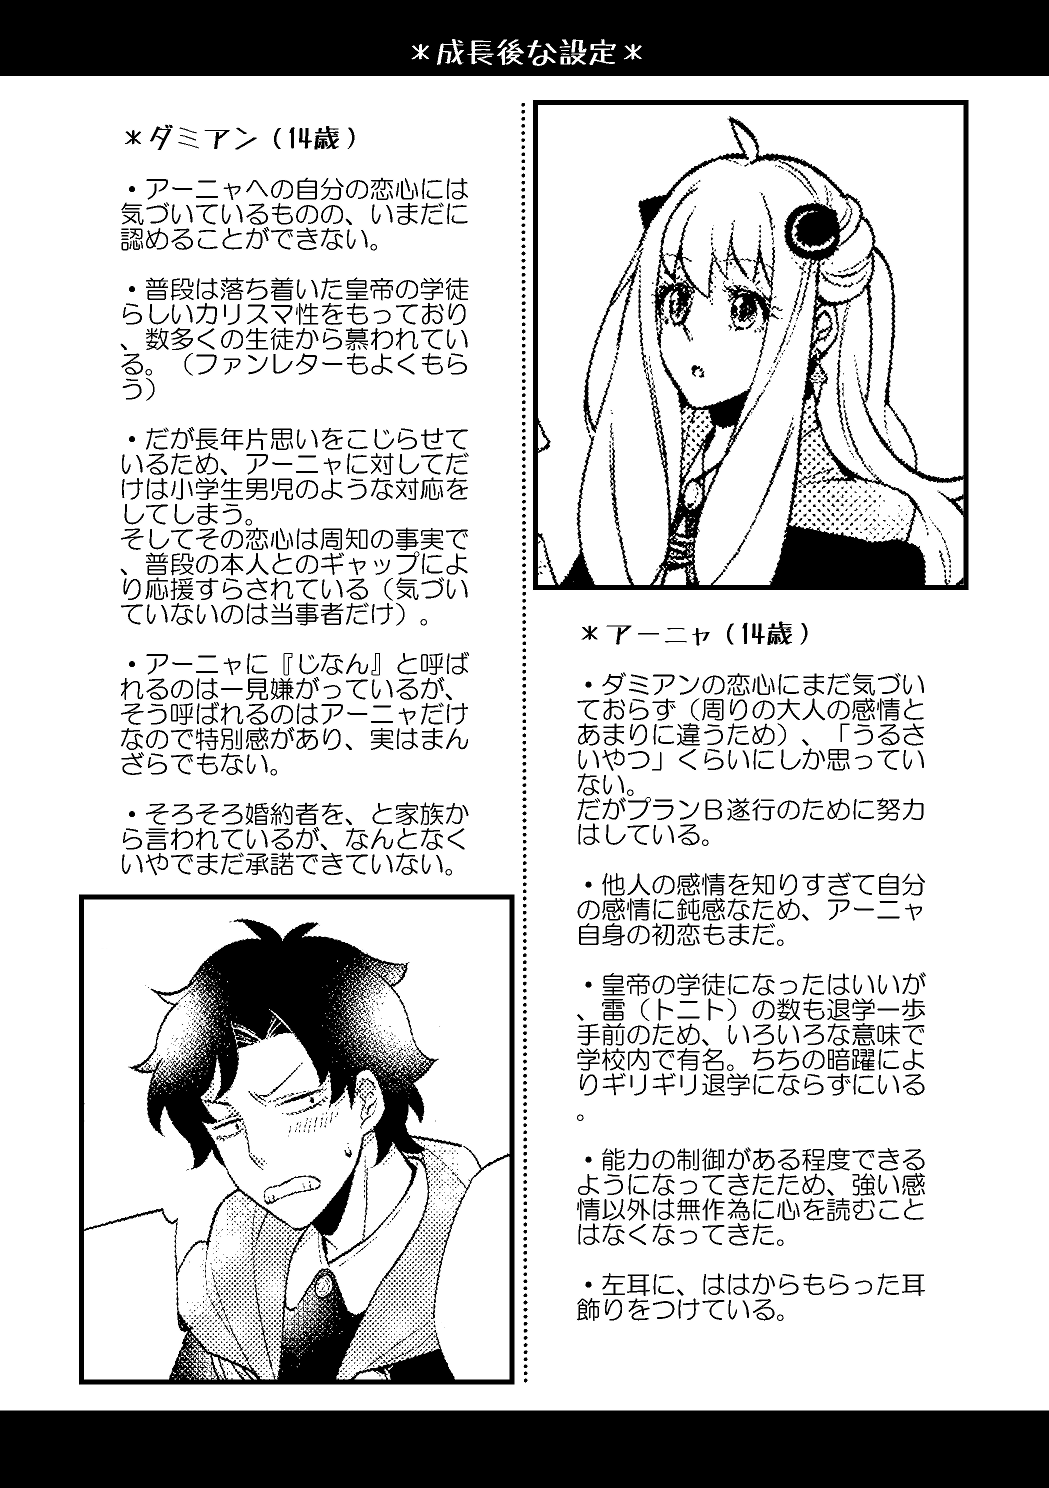 ＊成長後な設定＊
＊ダミアン（14歳）
・アーニャへの自分の恋心には
気づいているものの、いまだに
認めることができない。
・普段は落ち着いた皇帝の学徒
らしいカリスマ性をもっており
、数多くの生徒から慕われてい
る。（ファンレターもよくもら
う）
・だが長年片思いをこじらせて
いるため、アーニャに対してだ
けは小学生男児のような対応を
してしまう。
そしてその恋心は周知の事実で
、普段の本人とのギャップによ
り応援すらされている（気づい
ていないのは当事者だけ）。
・アーニャに『じなん』と呼ば
れるのは一見嫌がっているが、
そう呼ばれるのはアーニャだけ
なので特別感があり、実はまん
ざらでもない。
・そろそろ婚約者を、と家族か
ら言われているが、なんとなく
いやでまだ承諾できていない。
＊アーニャ（14歳）
・ダミアンの恋心にまだ気づい
ておらず（周りの大人の感情と
あまりに違うため）、「うるさ
いやつ」くらいにしか思ってい
ない。
だがプランＢ遂行のために努力
はしている。
・他人の感情を知りすぎて自分
の感情に鈍感なため、アーニャ
自身の初恋もまだ。
・皇帝の学徒になったはいいが
、雷（トニト）の数も退学一歩
手前のため、いろいろな意味で
学校内で有名。ちちの暗躍によ
りギリギリ退学にならずにいる
。
・能力の制御がある程度できる
ようになってきたため、強い感
情以外は無作為に心を読むこと
はなくなってきた。
・左耳に、ははからもらった耳
飾りをつけている。